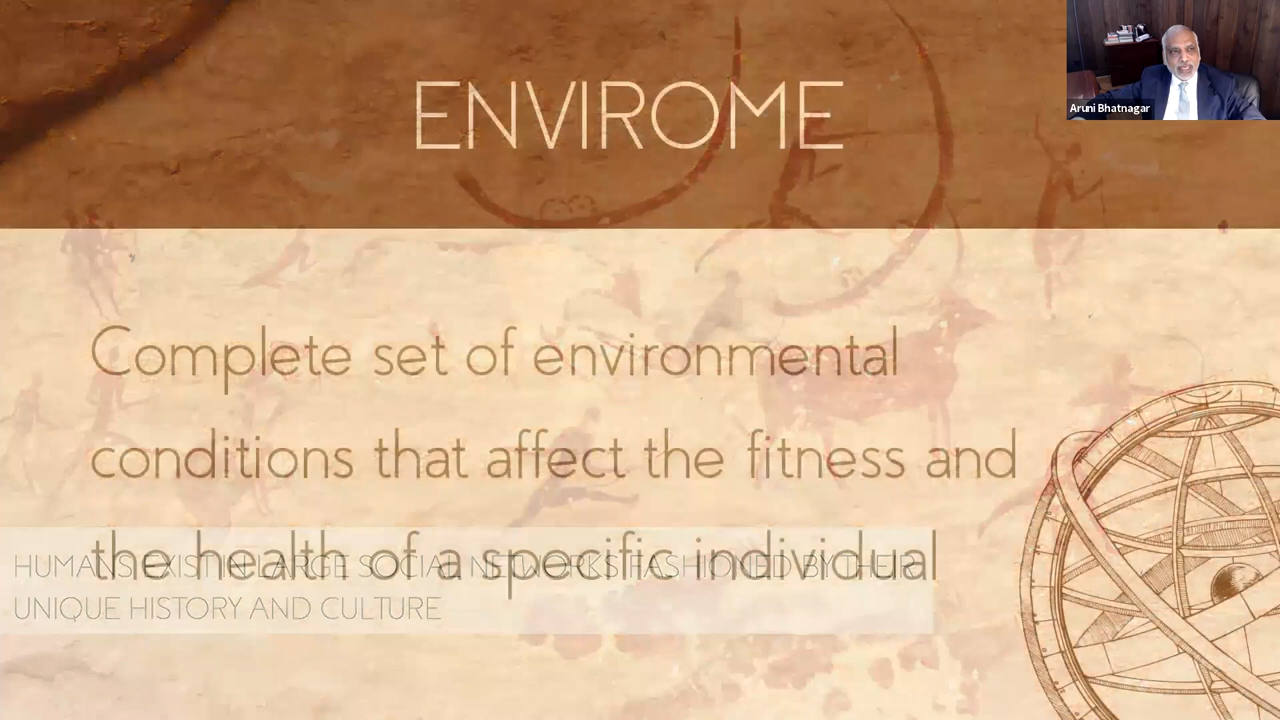 ENVIROME
Aruni Bhatnagar
Complete set of environmental
conditions that affect the fitness and
the health of a specific individual
HUMANS EXIST IN LARGE SOCIAL NETWORKS FASHIONED BY THEIR
UNIQUE HISTORY AND CULTURE